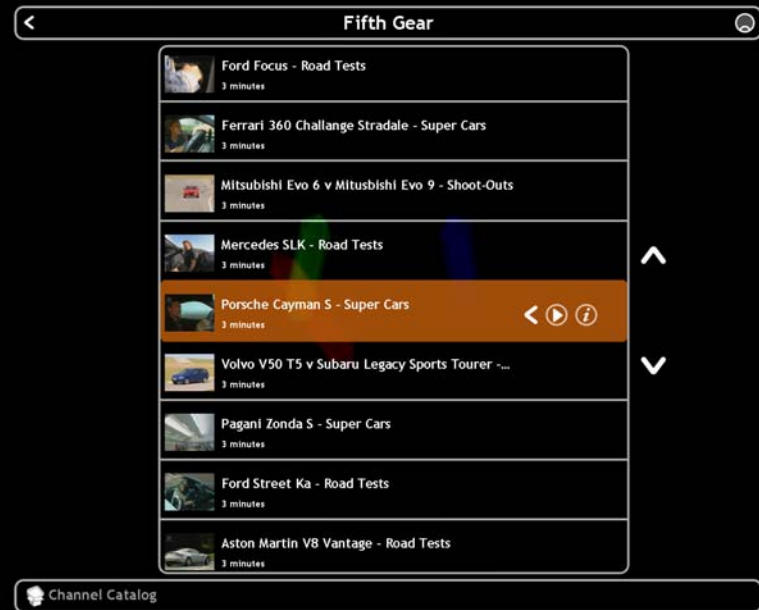 Fifth Gear
Ford Focus - Road Tests
3 minutes
Ferrari 360 Challange Stradale - Super Cars
3 minutes
Mitsubishi Evo 6 v Mitusbishi Evo 9 - Shoot-Outs
3 minutes
Mercedes SLK - Road Tests
3 minutes
Porsche Cayman S - Super Cars
3 minutes
Volvo V50 T5 v Subaru Legacy Sports Tourer -...
3 minutes
Pagani Zonda S - Super Cars
3 minutes
Ford Street Ka - Road Tests
3 minutes
Aston Martin V8 Vantage - Road Tests
3 minutes
Channel Catalog